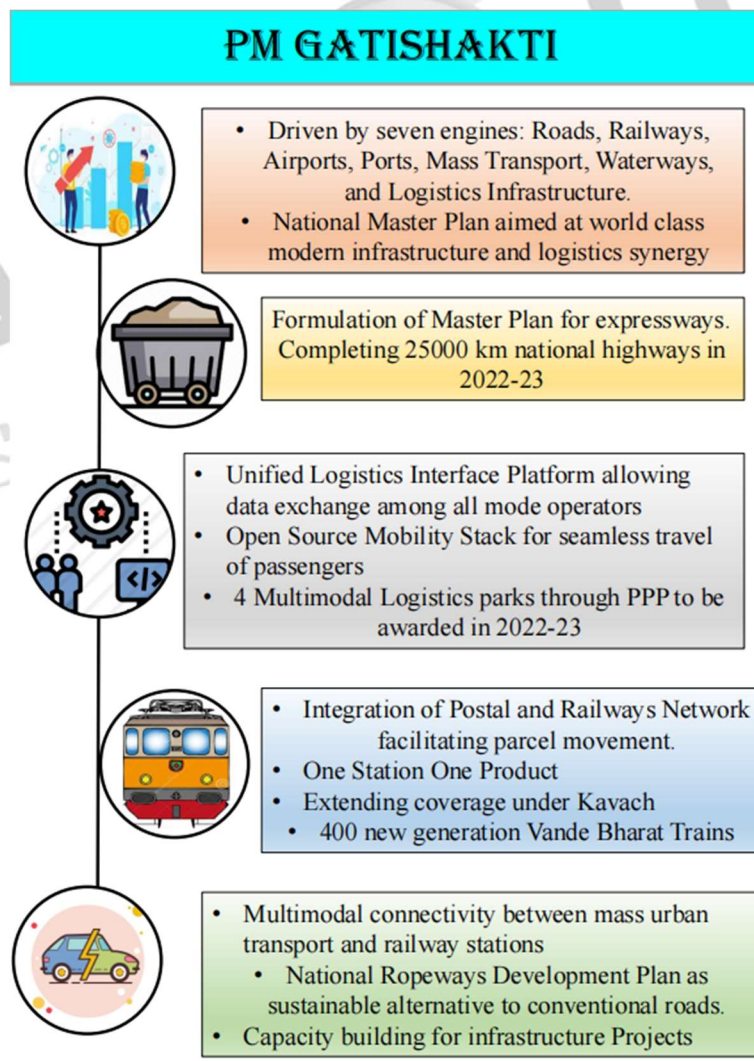 PM GATISHAKTI
• Driven by seven engines: Roads, Railways,
Airports, Ports, Mass Transport, Waterways,
and Logistics Infrastructure.
• National Master Plan aimed at world class
modern infrastructure and logistics synergy
Formulation of Master Plan for expressways.
Completing 25000 km national highways in
2022-23
• Unified Logistics Interface Platform allowing
data exchange among all mode operators
• Open Source Mobility Stack for seamless travel
of passengers
• 4 Multimodal Logistics parks through PPP to be
awarded in 2022-23
</>
• Integration of Postal and Railways Network
facilitating parcel movement.
• One Station One Product
• Extending coverage under Kavach
• 400 new generation Vande Bharat Trains
• Multimodal connectivity between mass urban
transport and railway stations
• National Ropeways Development Plan as
sustainable alternative to conventional roads.
• Capacity building for infrastructure Projects